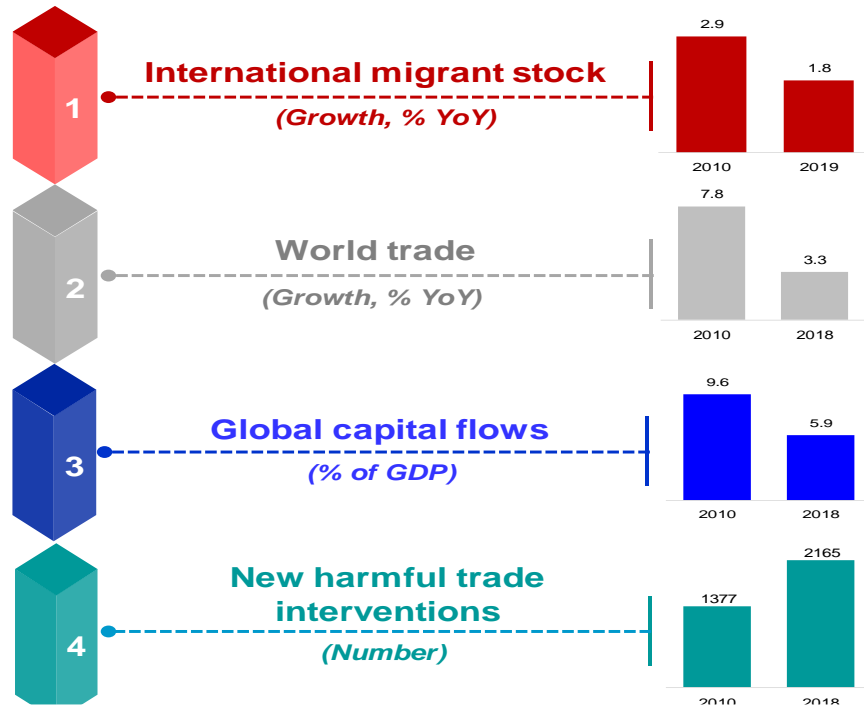 1
International migrant stock
(Growth, % YoY)
2.9
1.8
2010
2019
2
World trade
(Growth, % YoY)
7.8
3.3
2010
2018
3
Global capital flows
(% of GDP)
9.6
5.9
2010
2018
4
New harmful trade
interventions
(Number)
1377
2165
2010
2018